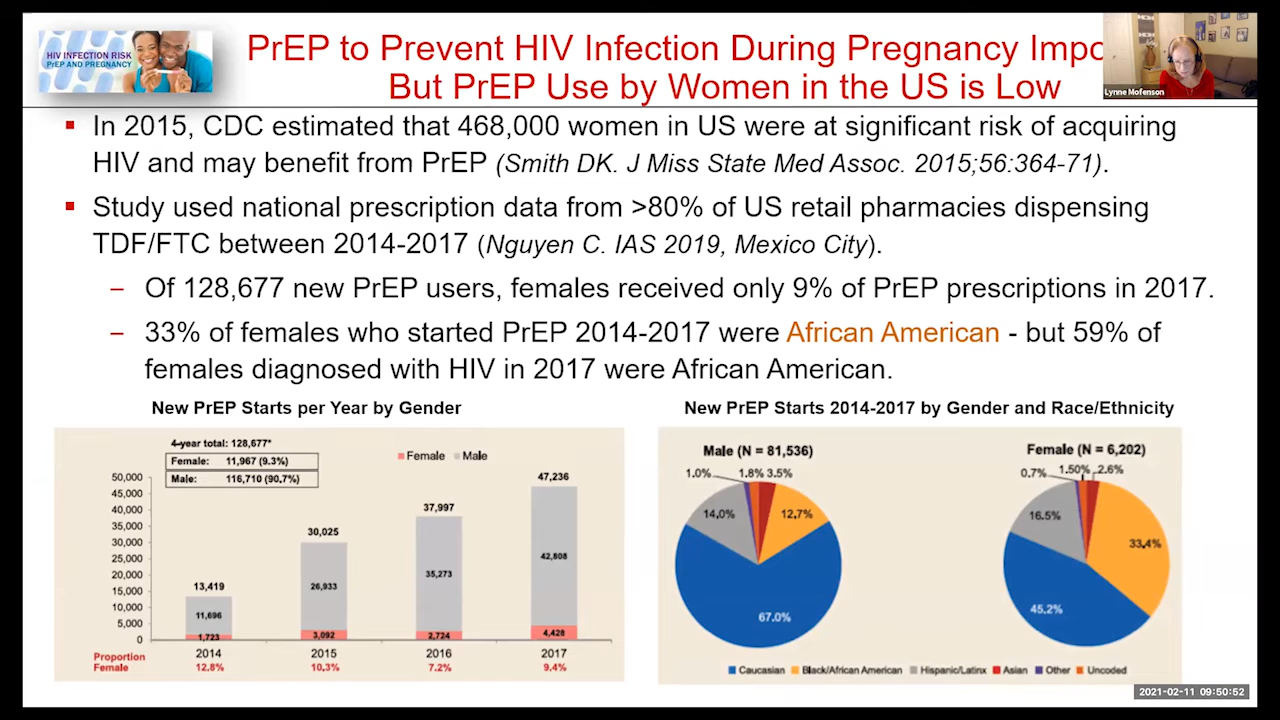 HIV INFECTION RISK
PrEP AND PREGNANCY
PrEP to Prevent HIV Infection During Pregnancy Impo
But PrEP Use by Women in the US is Low
Lynne Mofenson
▪ In 2015, CDC estimated that 468,000 women in US were at significant risk of acquiring
HIV and may benefit from PrEP (Smith DK. J Miss State Med Assoc. 2015;56:364-71).
▪ Study used national prescription data from >80% of US retail pharmacies dispensing
TDF/FTC between 2014-2017 (Nguyen C. IAS 2019, Mexico City).
– Of 128,677 new PrEP users, females received only 9% of PrEP prescriptions in 2017.
– 33% of females who started PrEP 2014-2017 were African American - but 59% of
females diagnosed with HIV in 2017 were African American.
New PrEP Starts per Year by Gender
4-year total: 128,677*
Female: 11,967 (9.3%)
Male: 116,710 (90.7%)
Female Male
50,000
45,000
40,000
35,000
30,000
25,000
20,000
15,000
10,000
5,000
0
13,419
11,696
1,723
30,025
26,933
3,092
37,997
35,273
2,724
47,236
42,808
4,428
2014 2015 2016 2017
Proportion
Female 12.8% 10.3% 7.2% 9.4%
New PrEP Starts 2014-2017 by Gender and Race/Ethnicity
Male (N = 81,536)
1.0% 1.8% 3.5%
14.0% 12.7%
67.0%
Female (N = 6,202)
0.7% 1.50% 2.6%
16.5%
33.4%
45.2%
Caucasian Black/African American Hispanic/Latinx Asian Other Uncoded
2021-02-11 09:50:52